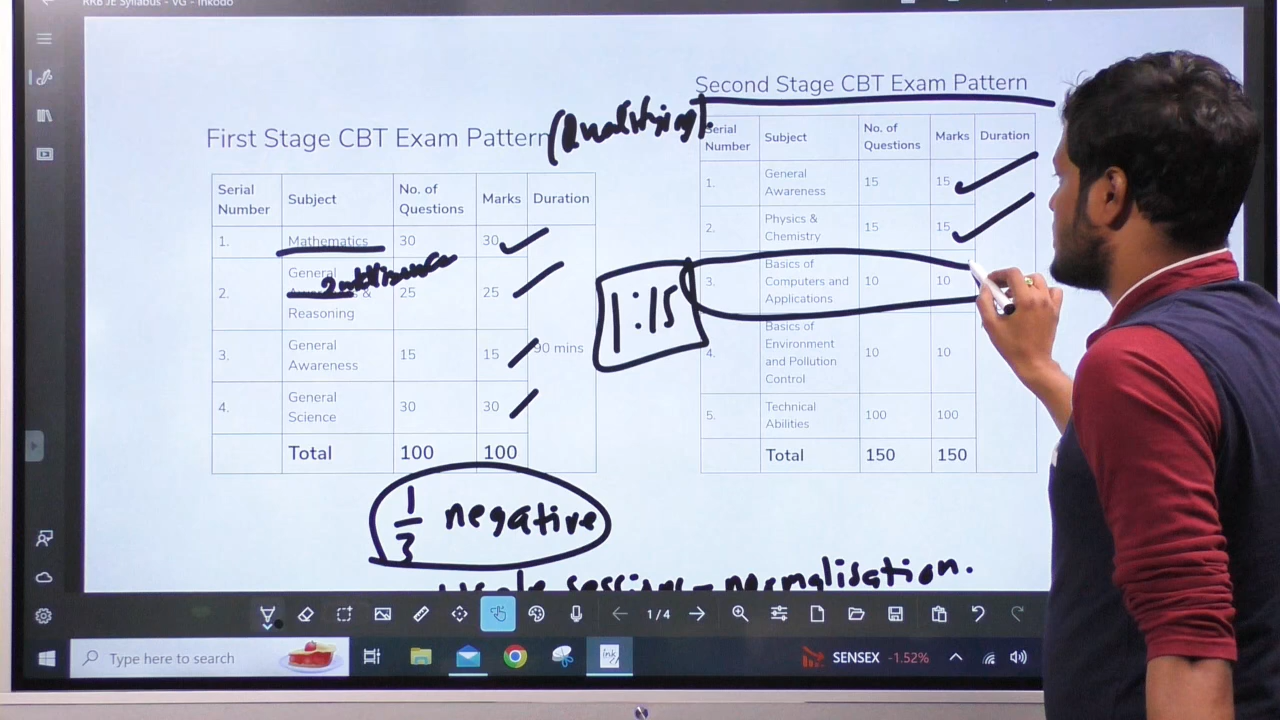 RRB JE Syllabus - VG - Inkodo
First Stage CBT Exam Pattern
(Qualifying).
Serial Number Subject No. of Questions Marks Duration
1. Mathematics 30 30
2. General & Reasoning 25 25
3. General Awareness 15 15
4. General Science 30 30
90 mins
Total 100 100
1:15
1/3 negative
normalisation.
Second Stage CBT Exam Pattern
Serial Number Subject No. of Questions Marks Duration
1. General Awareness 15 15
2. Physics & Chemistry 15 15
3. Basics of Computers and Applications 10 10
4. Basics of Environment and Pollution Control 10 10
5. Technical Abilities 100 100
Total 150 150
1/4
Type here to search
SENSEX -1.52%